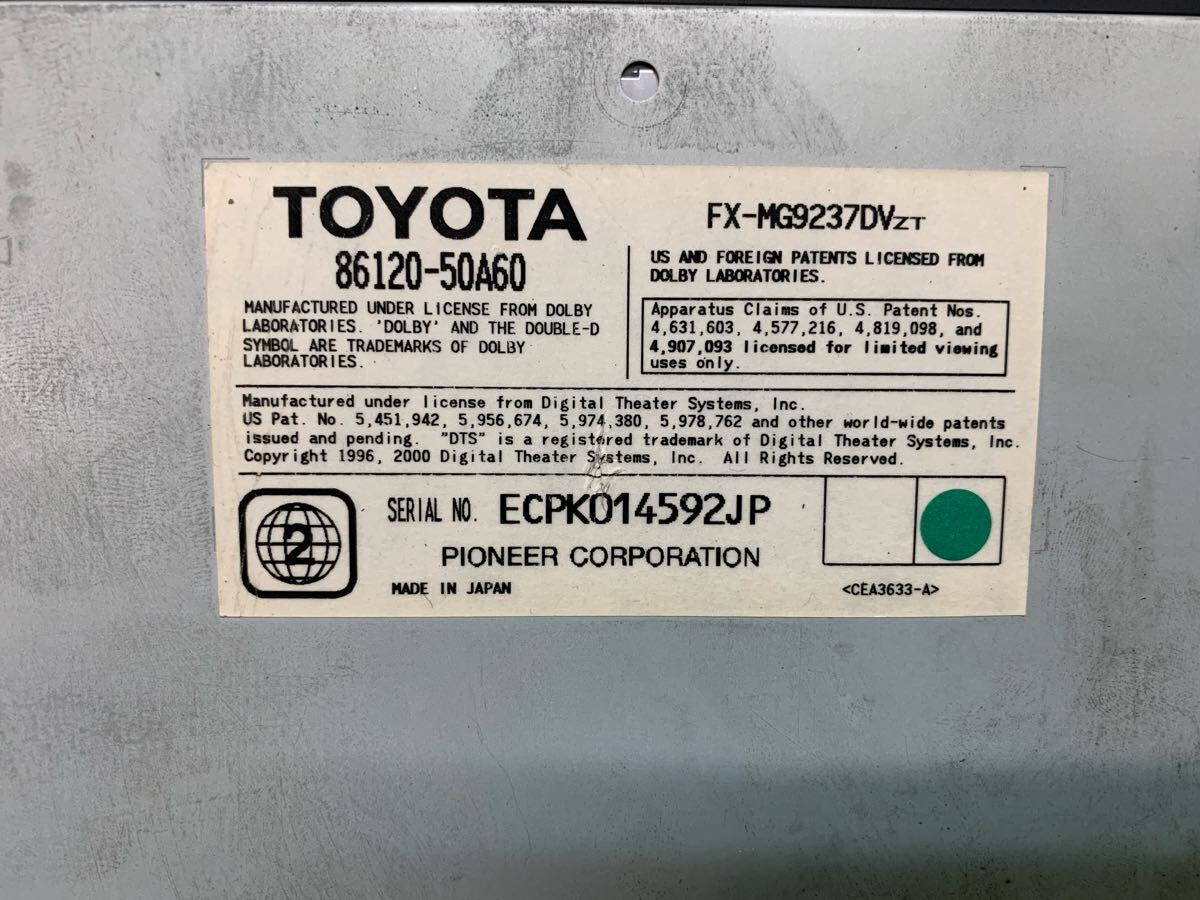 TOYOTA
86120-50A60
MANUFACTURED UNDER LICENSE FROM DOLBY
LABORATORIES. 'DOLBY' AND THE DOUBLE-D
SYMBOL ARE TRADEMARKS OF DOLBY
LABORATORIES.
FX-MG9237DVZT
US AND FOREIGN PATENTS LICENSED FROM
DOLBY LABORATORIES.
Apparatus Claims of U.S. Patent Nos.
4,631,603, 4,577,216, 4,819,098, and
4,907,093 licensed for limited viewing
uses only.
Manufactured under license from Digital Theater Systems, Inc.
US Pat. No. 5,451,942, 5,956,674, 5,974,380, 5,978,762 and other world-wide patents
issued and pending. "DTS" is a registered trademark of Digital Theater Systems, Inc.
Copyright 1996, 2000 Digital Theater Systems, Inc. All Rights Reserved.
2
SERIAL NO. ECPK014592JP
PIONEER CORPORATION
MADE IN JAPAN
<CEA3633-A>